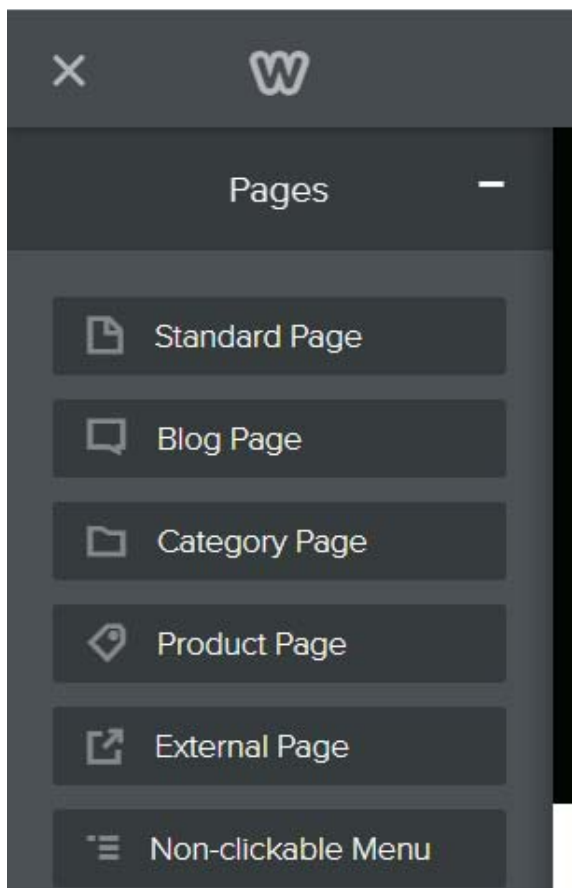 Pages
Standard Page
Blog Page
Category Page
Product Page
External Page
Non-clickable Menu